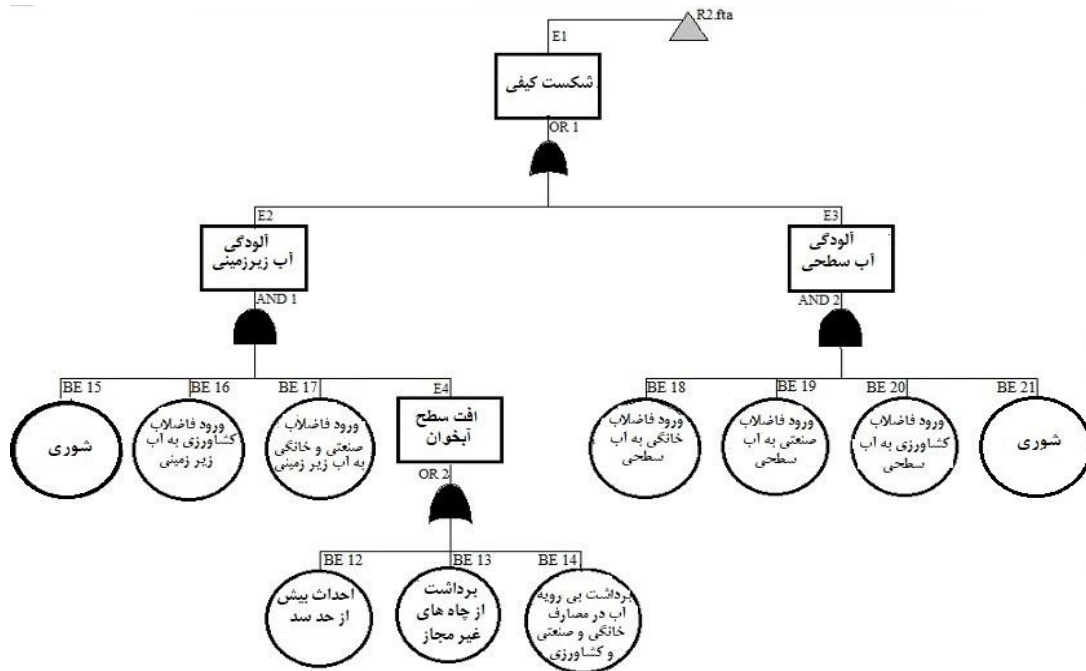 R2.fta
E1
شکست کیفی
OR 1
E2
آلودگی
آب زیرزمینی
AND 1
E3
آلودگی
آب سطحی
AND 2
BE 15
شوری
BE 16
ورود فاضلاب
کشاورزی به آب
زیر زمینی
BE 17
ورود فاضلاب
صنعتی و خانگی
به آب زیر زمینی
E4
افت سطح
آبخوان
OR 2
BE 18
ورود فاضلاب
خانگی به آب
سطحی
BE 19
ورود فاضلاب
صنعتی به آب
سطحی
BE 20
ورود فاضلاب
کشاورزی به آب
سطحی
BE 21
شوری
BE 12
احداث بیش
از حد سد
BE 13
برداشت
از چاه های
غیر مجاز
BE 14
برداشت بی رویه
آب در مصارف
خانگی و صنعتی
و کشاورزی